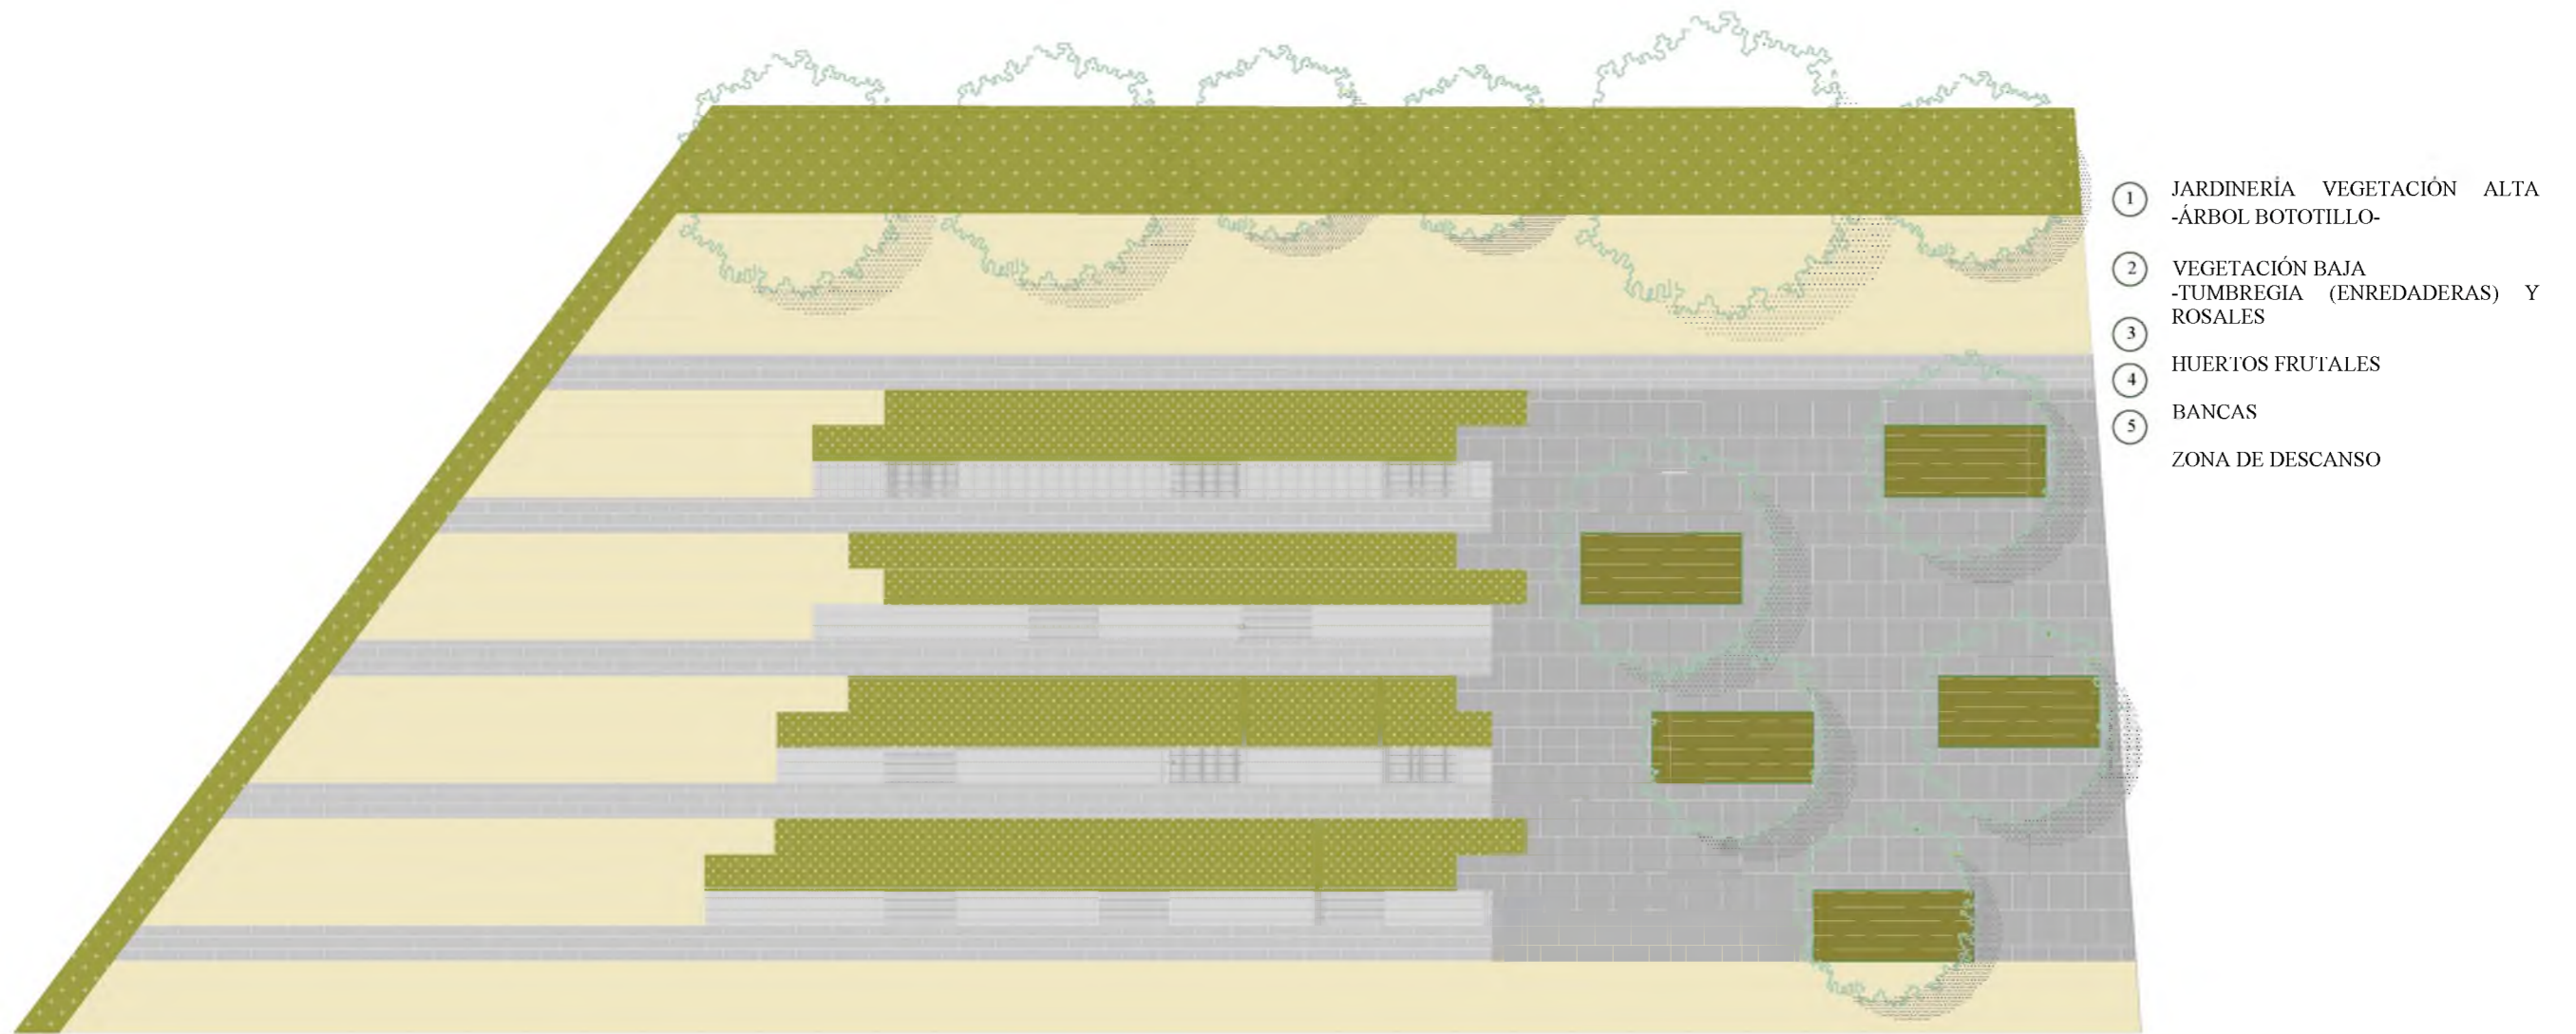 1 JARDINERÍA VEGETACIÓN ALTA
-ÁRBOL BOTOTILLO-
2 VEGETACIÓN BAJA
-TUMBREGIA (ENREDADERAS) Y
3 ROSALES
HUERTOS FRUTALES
4
BANCAS
5
ZONA DE DESCANSO